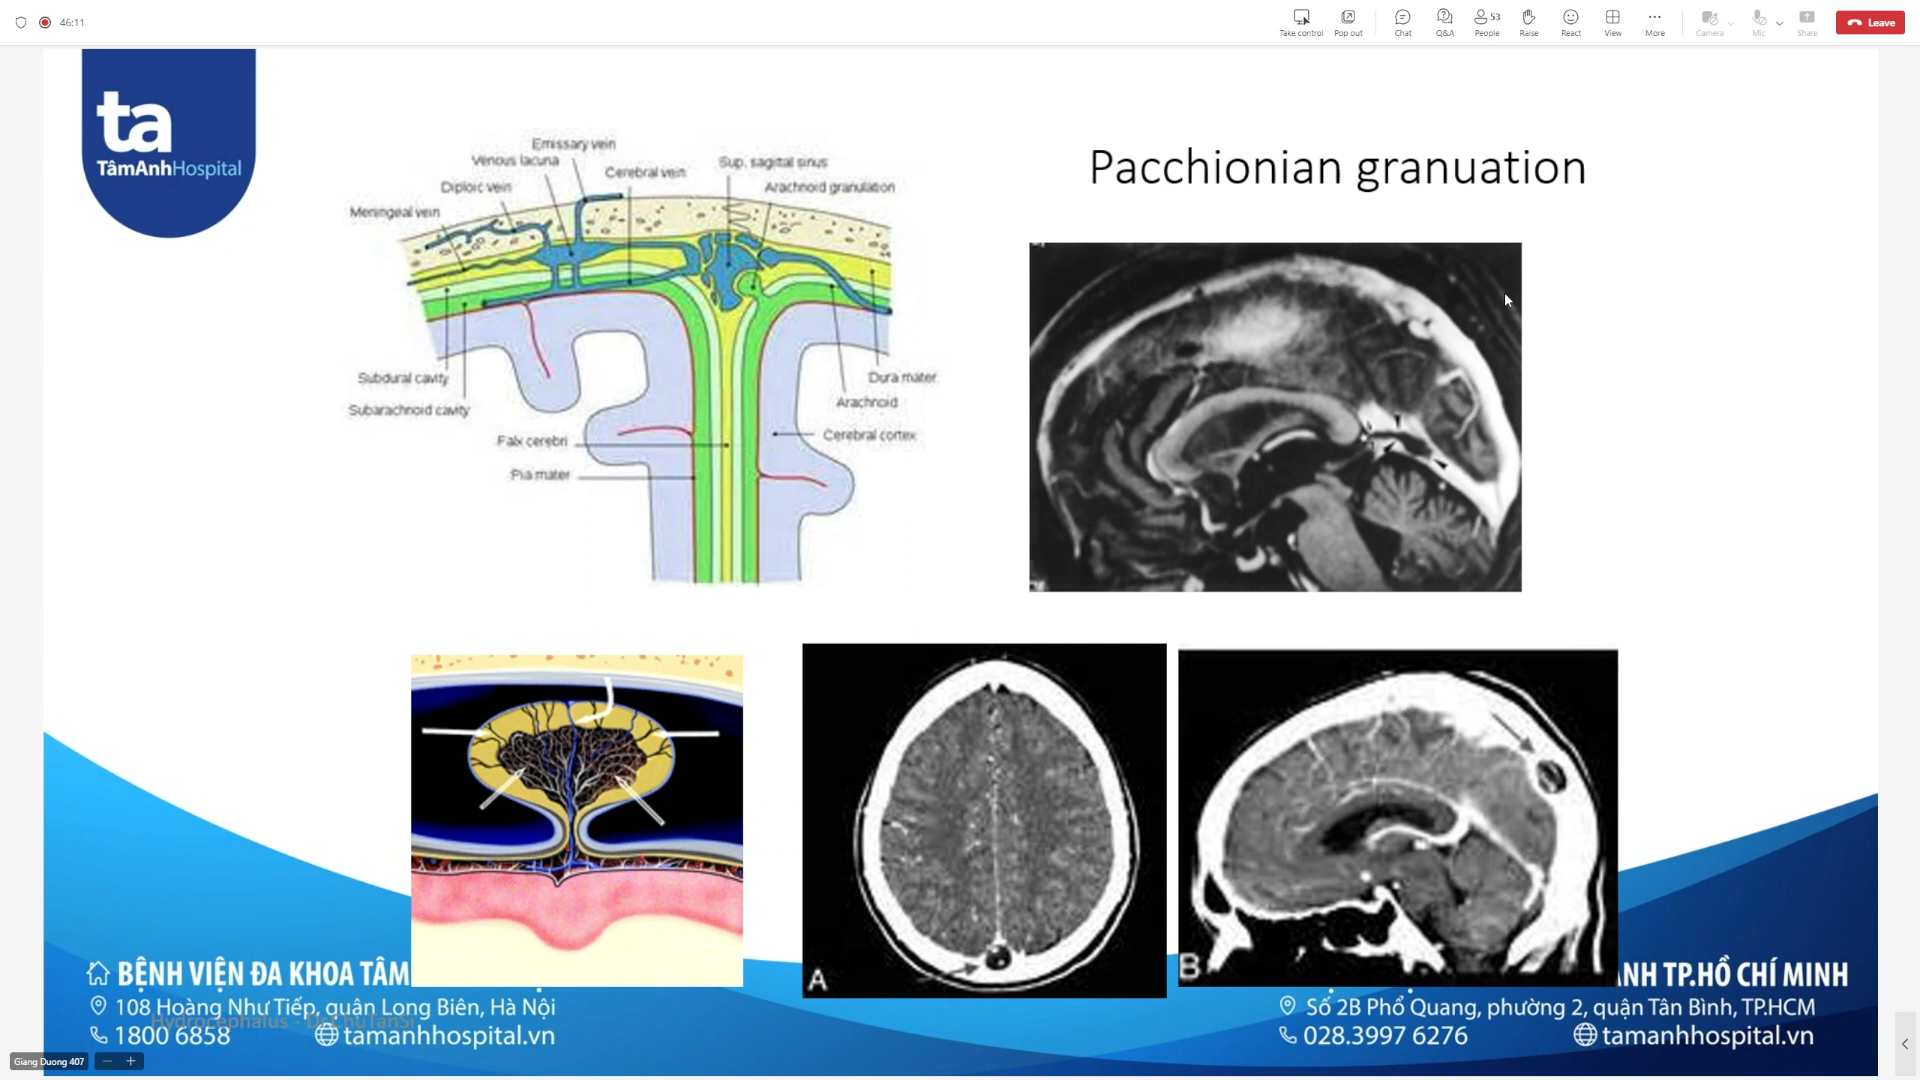 46:11
Take control
Pop out
Chat
Q&A
53
People
Raise
React
View
More
Camera
Mic
Share
Leave
ta
TâmAnhHospital
Pacchionian granuation
Emissary vein
Venous lacuna
Cerebral vein
Sup. sagittal sinus
Diploic vein
Arachnoid granulation
Meningeal vein
Subdural cavity
Dura mater
Subarachnoid cavity
Arachnoid
Falx cerebri
Cerebral cortex
Pia mater
A
B
BỆNH VIỆN ĐA KHOA TÂM
108 Hoàng Như Tiếp, quận Long Biên, Hà Nội
Hydrocephalus - Dr.ChuTanSi
1800 6858
tamanhhospital.vn
ANH TP.HỒ CHÍ MINH
Số 2B Phổ Quang, phường 2, quận Tân Bình, TP.HCM
028.3997 6276
tamanhhospital.vn
Giang Duong 407